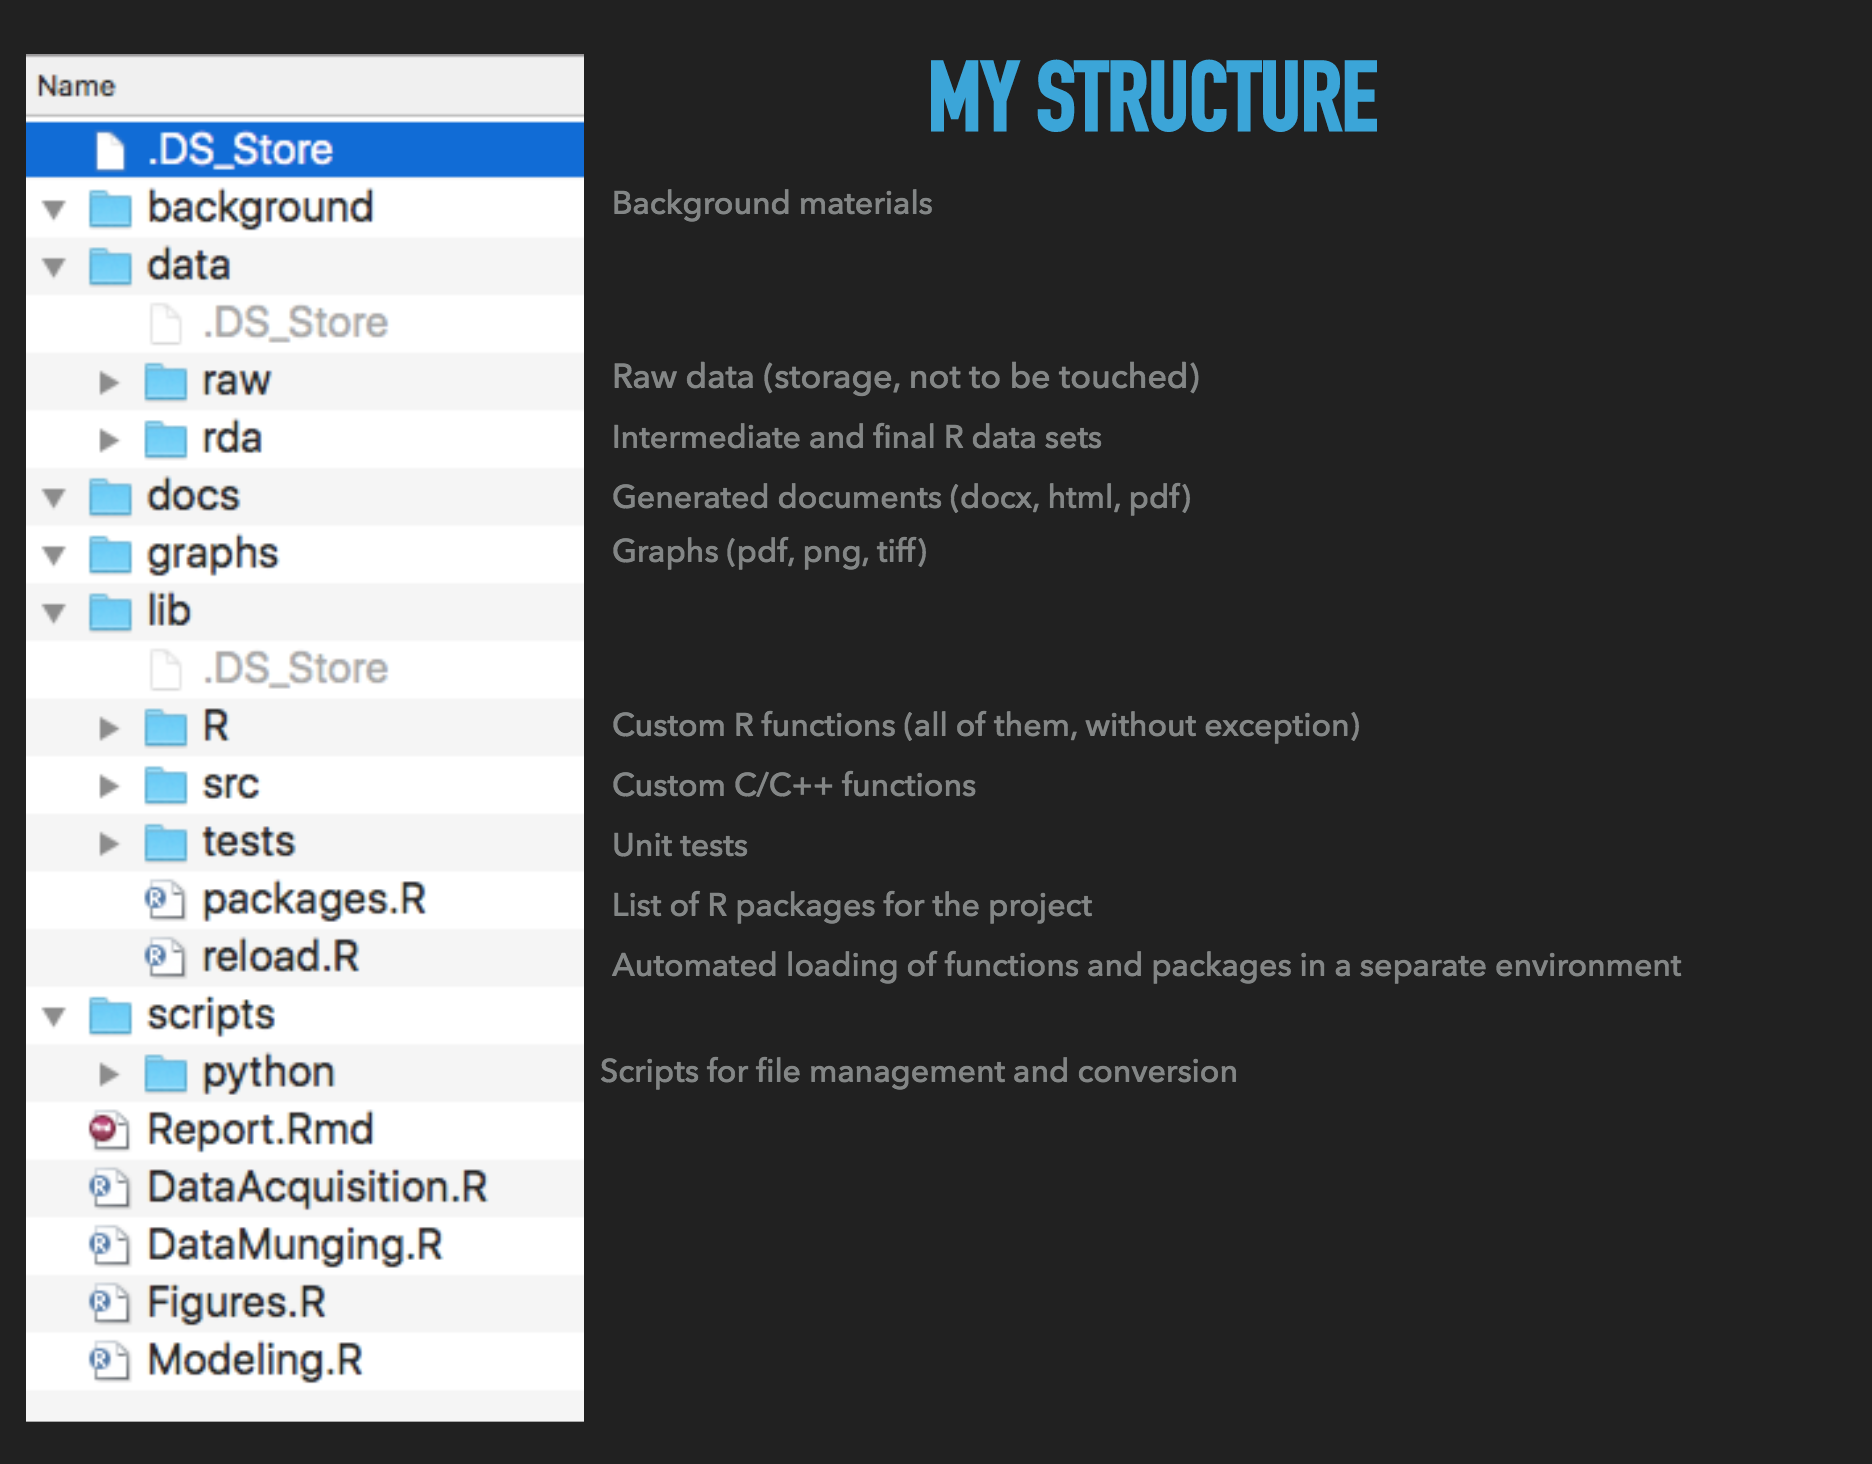 MY STRUCTURE
Name
.DS_Store
background Background materials
data
.DS_Store
raw Raw data (storage, not to be touched)
rda Intermediate and final R data sets
docs Generated documents (docx, html, pdf)
graphs Graphs (pdf, png, tiff)
lib
.DS_Store
R Custom R functions (all of them, without exception)
src Custom C/C++ functions
tests Unit tests
packages.R List of R packages for the project
reload.R Automated loading of functions and packages in a separate environment
scripts
python Scripts for file management and conversion
Report.Rmd
DataAcquisition.R
DataMunging.R
Figures.R
Modeling.R